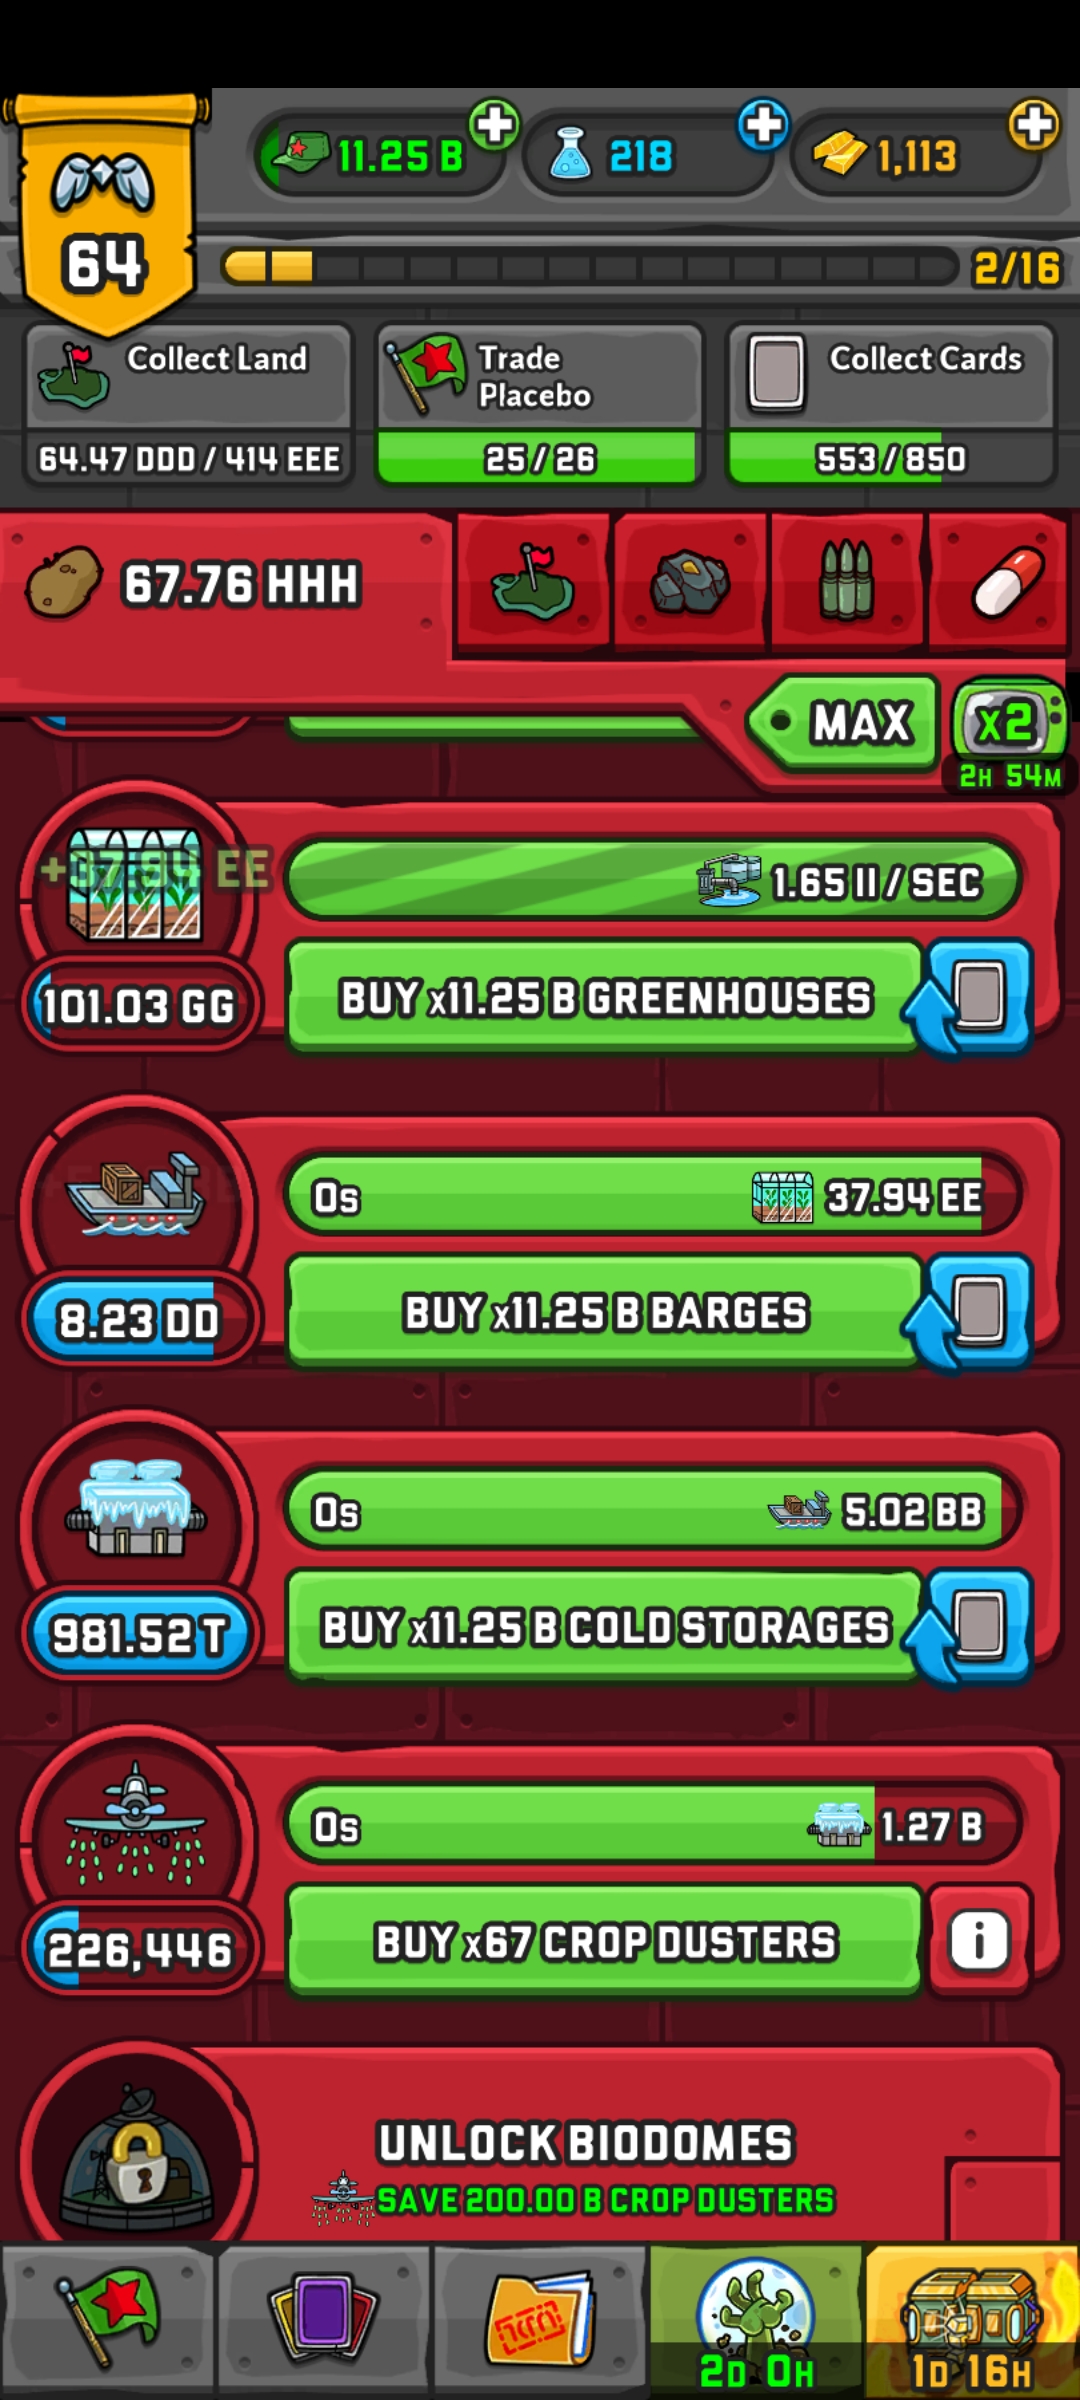 64
11.25 B
218
1,113
2/16
Collect Land
64.47 DDD / 414 EEE
Trade
Placebo
25 / 26
Collect Cards
553 / 850
67.76 HHH
MAX
x2
2H 54M
+37.94 EE
1.65 II / SEC
101.03 GG
BUY x11.25 B GREENHOUSES
0s
37.94 EE
8.23 DD
BUY x11.25 B BARGES
0s
5.02 BB
981.52 T
BUY x11.25 B COLD STORAGES
0s
1.27 B
226,446
BUY x67 CROP DUSTERS
i
UNLOCK BIODOMES
SAVE 200.00 B CROP DUSTERS
2D 0H
1D 16H